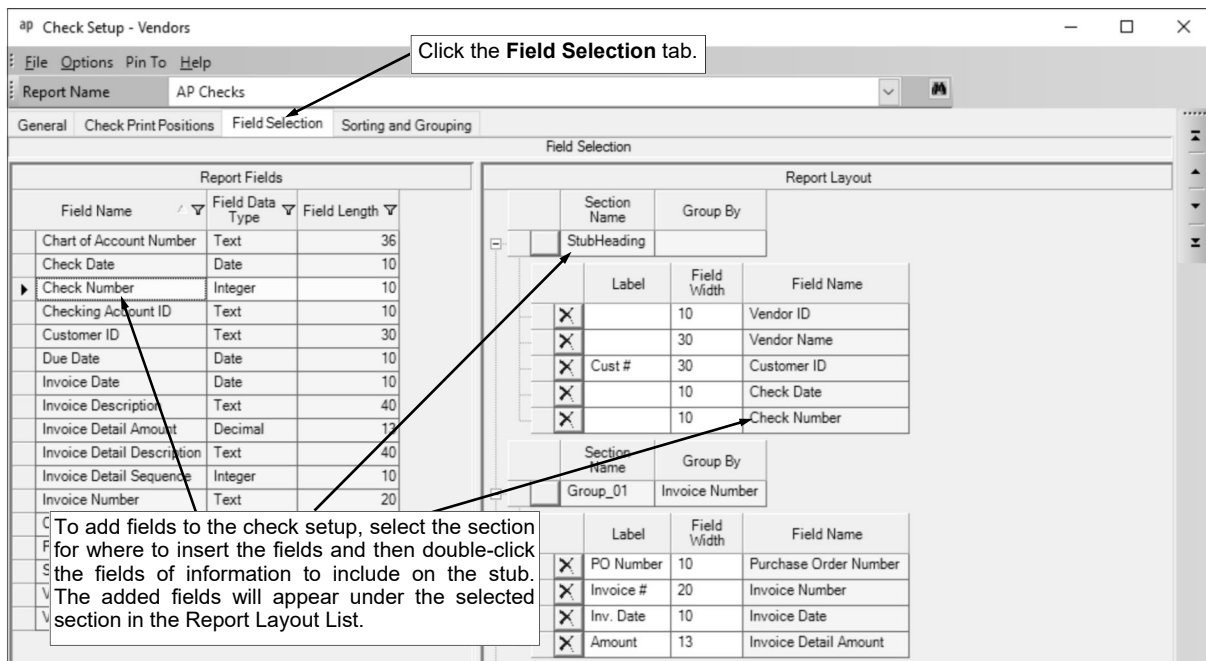 ap Check Setup - Vendors
Click the Field Selection tab.
File Options Pin To Help
Report Name AP Checks
General Check Print Positions Field Selection Sorting and Grouping
Field Selection
Report Fields
Field Name Field Data Type Field Length
Chart of Account Number Text 36
Check Date Date 10
Check Number Integer 10
Checking Account ID Text 10
Customer ID Text 30
Due Date Date 10
Invoice Date Date 10
Invoice Description Text 40
Invoice Detail Amount Decimal 13
Invoice Detail Description Text 40
Invoice Detail Sequence Integer 10
Invoice Number Text 20
To add fields to the check setup, select the section
for where to insert the fields and then double-click
the fields of information to include on the stub.
The added fields will appear under the selected
section in the Report Layout List.
Report Layout
Section Name Group By
StubHeading
Label Field Width Field Name
10 Vendor ID
30 Vendor Name
Cust # 30 Customer ID
10 Check Date
10 Check Number
Section Name Group By
Group_01 Invoice Number
Label Field Width Field Name
PO Number 10 Purchase Order Number
Invoice # 20 Invoice Number
Inv. Date 10 Invoice Date
Amount 13 Invoice Detail Amount